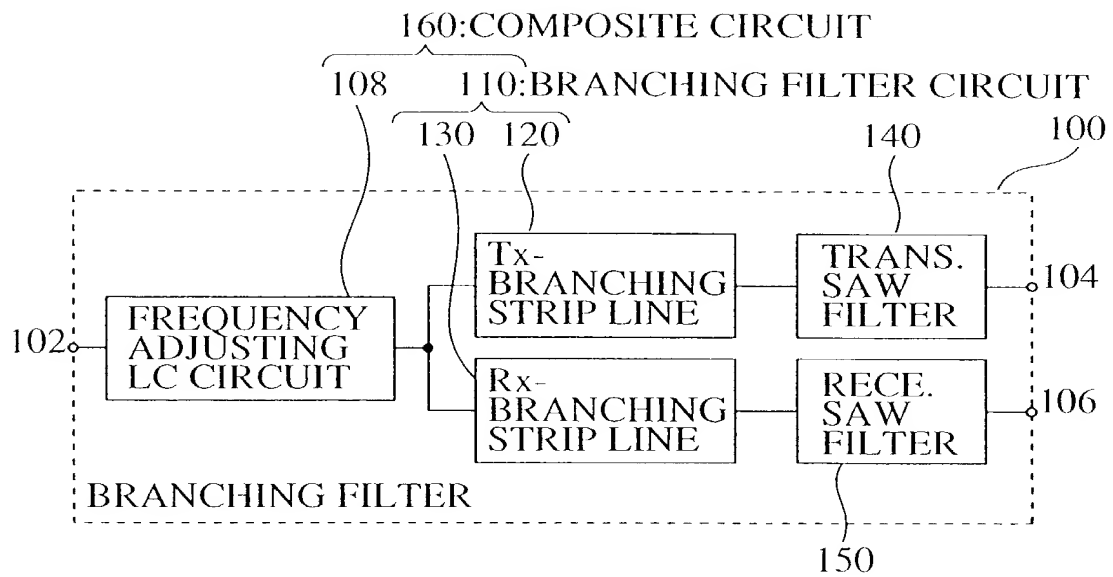 160:COMPOSITE CIRCUIT
108
110:BRANCHING FILTER CIRCUIT
130
120
140
100
Tx-
BRANCHING
STRIP LINE
TRANS.
SAW
FILTER
104
102
FREQUENCY
ADJUSTING
LC CIRCUIT
Rx-
BRANCHING
STRIP LINE
RECE.
SAW
FILTER
106
BRANCHING FILTER
150